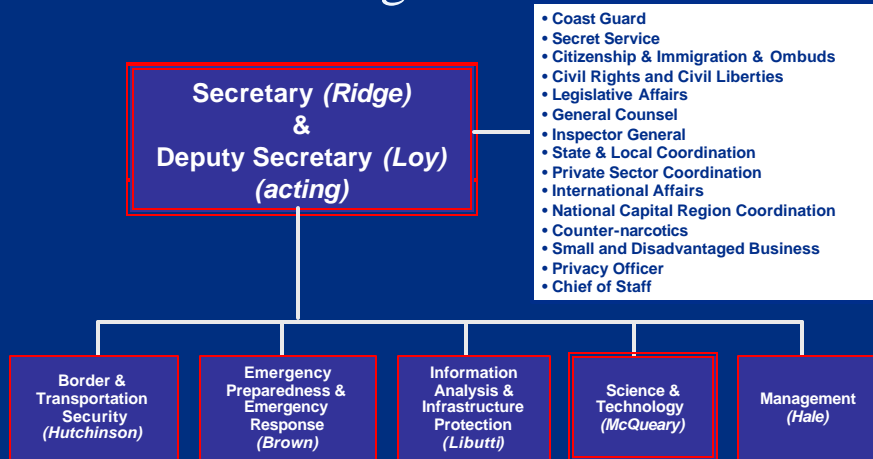 Secretary (Ridge)
&
Deputy Secretary (Loy)
(acting)
• Coast Guard
• Secret Service
• Citizenship & Immigration & Ombuds
• Civil Rights and Civil Liberties
• Legislative Affairs
• General Counsel
• Inspector General
• State & Local Coordination
• Private Sector Coordination
• International Affairs
• National Capital Region Coordination
• Counter-narcotics
• Small and Disadvantaged Business
• Privacy Officer
• Chief of Staff
Border &
Transportation
Security
(Hutchinson)
Emergency
Preparedness &
Emergency
Response
(Brown)
Information
Analysis &
Infrastructure
Protection
(Libutti)
Science &
Technology
(McQueary)
Management
(Hale)